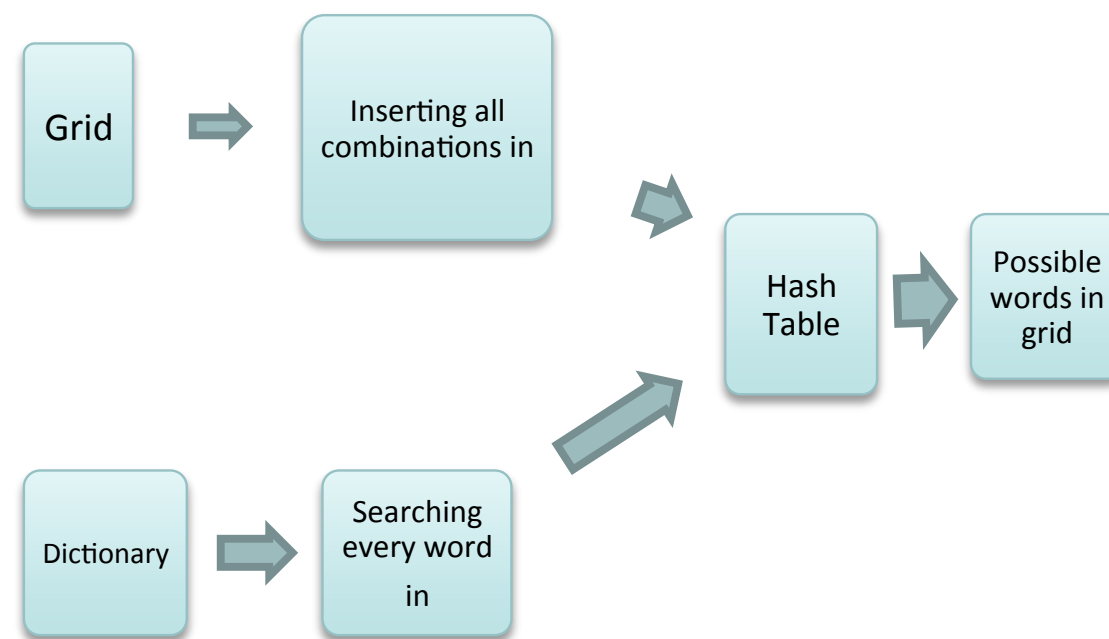 Grid
Inserting all
combinations in
Hash
Table
Possible
words in
grid
Dictionary
Searching
every word
in